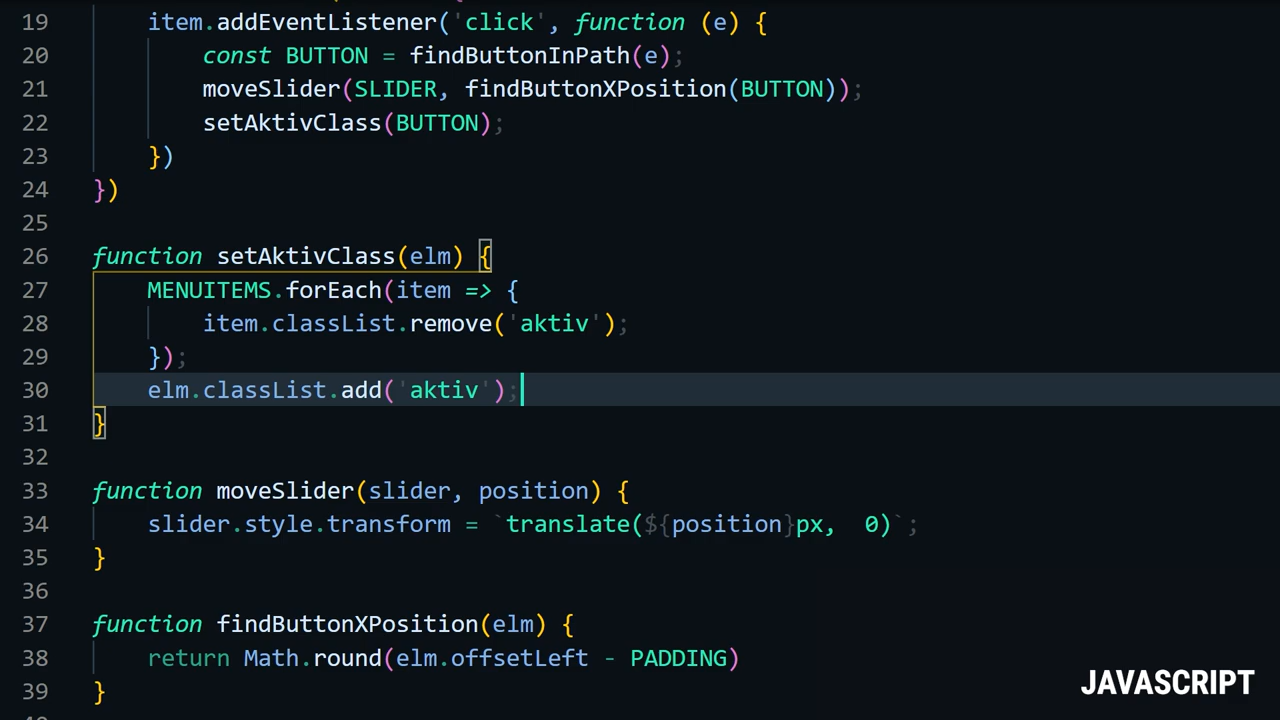 19 item.addEventListener('click', function (e) {
20 const BUTTON = findButtonInPath(e);
21 moveSlider(SLIDER, findButtonXPosition(BUTTON));
22 setAktivClass(BUTTON);
23 })
24 })
25
26 function setAktivClass(elm) {
27 MENUITEMS.forEach(item => {
28 item.classList.remove('aktiv');
29 });
30 elm.classList.add('aktiv');
31 }
32
33 function moveSlider(slider, position) {
34 slider.style.transform = `translate(${position}px,  0)`;
35 }
36
37 function findButtonXPosition(elm) {
38 return Math.round(elm.offsetLeft - PADDING)
39 }
JAVASCRIPT